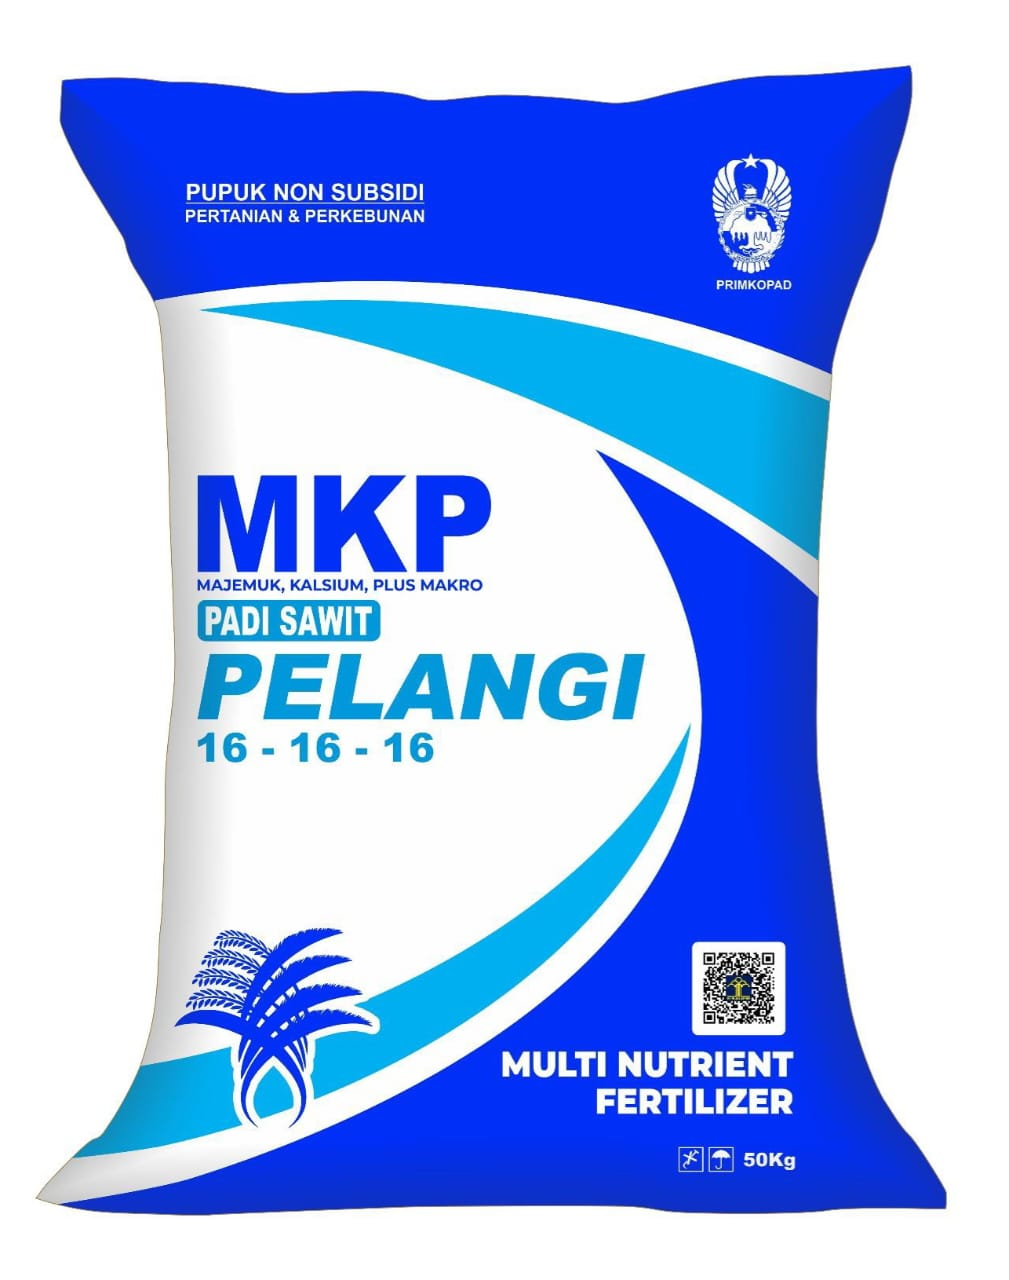 PUPUK NON SUBSIDI
PERTANIAN & PERKEBUNAN
PRIMKOPAD
MKP
MAJEMUK, KALSIUM, PLUS MAKRO
PADI SAWIT
PELANGI
16 - 16 - 16
MULTI NUTRIENT
FERTILIZER
50Kg